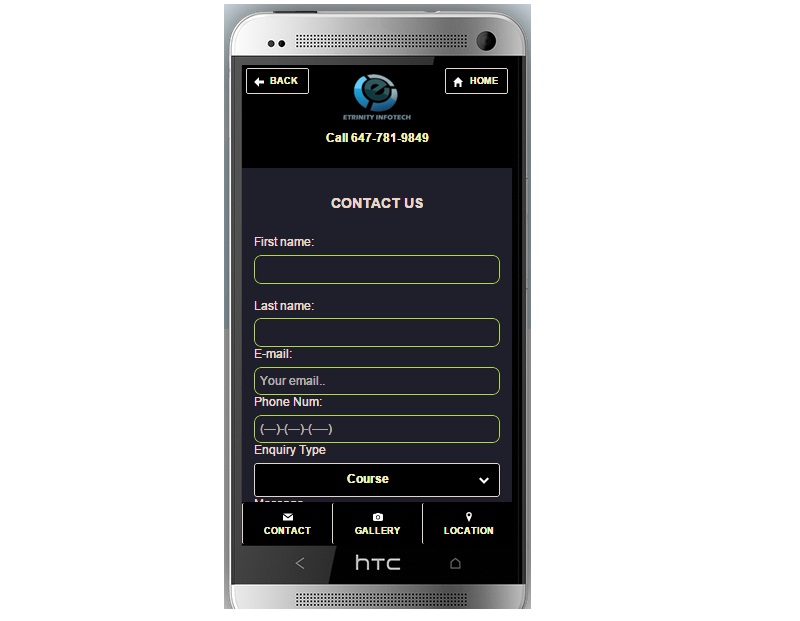 BACK
HOME
ETRINITY INFOTECH
Call 647-781-9849
CONTACT US
First name:
Last name:
E-mail:
Your email..
Phone Num:
(---)-(---)-(----)
Enquiry Type
Course
CONTACT
GALLERY
LOCATION
hTC